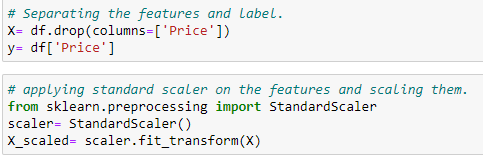 # Separating the features and label.
X= df.drop(columns=['Price'])
y= df['Price']
# applying standard scaler on the features and scaling them.
from sklearn.preprocessing import StandardScaler
scaler= StandardScaler()
X_scaled= scaler.fit_transform(X)